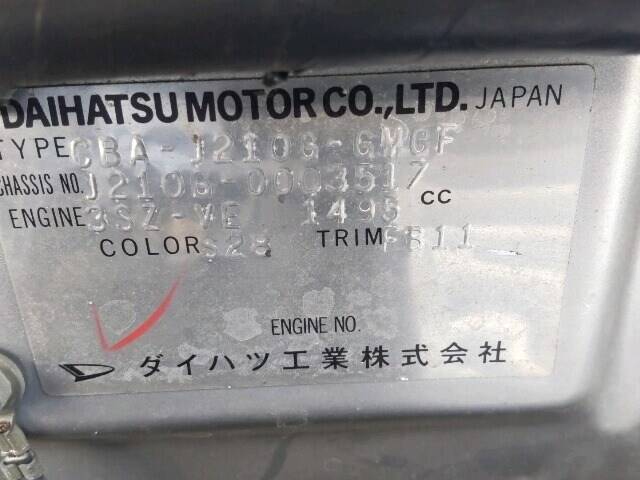 DAIHATSU MOTOR CO.,LTD. JAPAN
TYPE CBA-J210G-GMGF
CHASSIS NO. J210G-0003517
ENGINE 3SZ-VE 1495 CC
COLOR S28 TRIM FB11
ENGINE NO.
ダイハツ工業株式会社